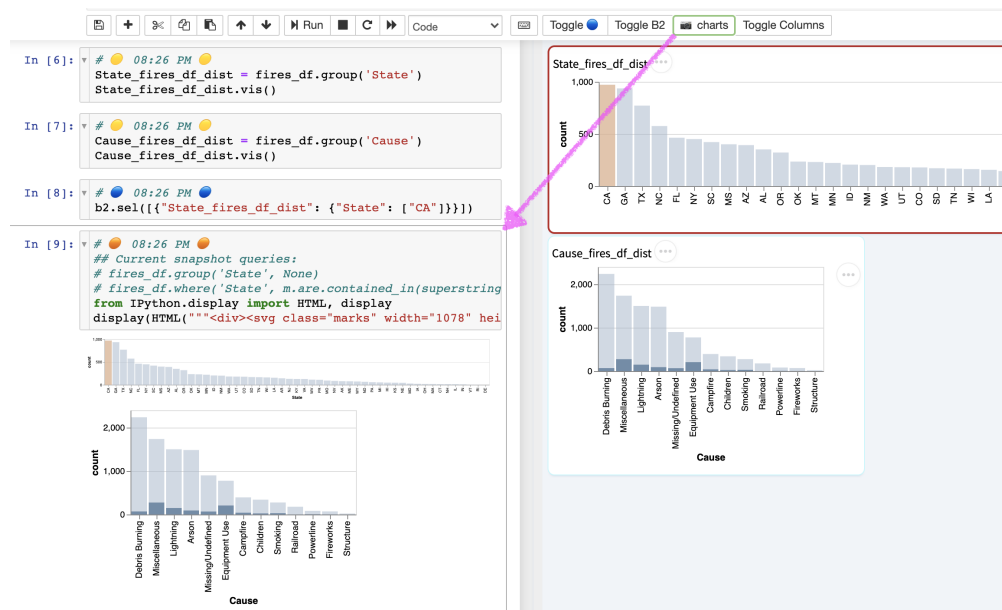 Run
Code
Toggle
Toggle B2
charts
Toggle Columns
In [6]:
# 08:26 PM
State_fires_df_dist = fires_df.group('State')
State_fires_df_dist.vis()
In [7]:
# 08:26 PM
Cause_fires_df_dist = fires_df.group('Cause')
Cause_fires_df_dist.vis()
In [8]:
# 08:26 PM
b2.sel([{"State_fires_df_dist": {"State": ["CA"]}}])
In [9]:
# 08:26 PM
## Current snapshot queries:
# fires_df.group('State', None)
# fires_df.where('State', m.are.contained_in(superstring
from IPython.display import HTML, display
display(HTML("""<div><svg class="marks" width="1078" hei
1,000
500
0
count
State
2,000
1,000
0
count
Debris Burning
Miscellaneous
Lightning
Arson
Missing/Undefined
Equipment Use
Campfire
Children
Smoking
Railroad
Powerline
Fireworks
Structure
Cause
State_fires_df_dist
1,000
500
0
count
CA
GA
TX
NC
FL
NY
SC
MS
AZ
AL
OR
OK
MT
MN
ID
NM
WA
UT
CO
SD
TN
WI
LA
Cause_fires_df_dist
2,000
1,000
0
count
Debris Burning
Miscellaneous
Lightning
Arson
Missing/Undefined
Equipment Use
Campfire
Children
Smoking
Railroad
Powerline
Fireworks
Structure
Cause